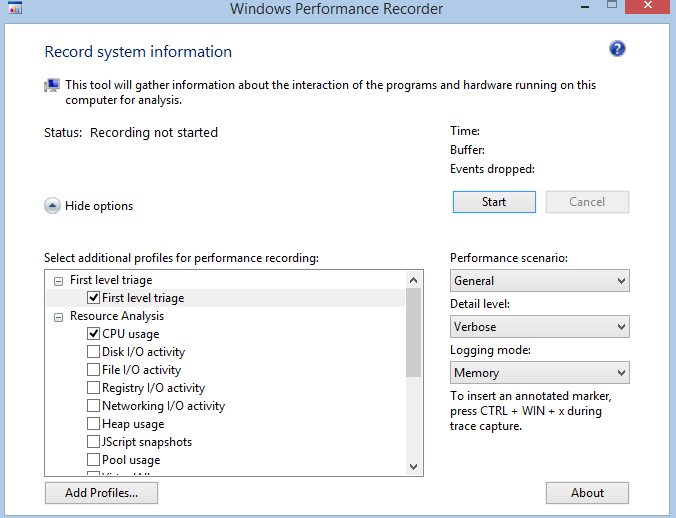 Windows Performance Recorder
Record system information
This tool will gather information about the interaction of the programs and hardware running on this
computer for analysis.
Status: Recording not started
Time:
Buffer:
Events dropped:
Hide options
Start
Cancel
Select additional profiles for performance recording:
First level triage
First level triage
Resource Analysis
CPU usage
Disk I/O activity
File I/O activity
Registry I/O activity
Networking I/O activity
Heap usage
JScript snapshots
Pool usage
Performance scenario:
General
Detail level:
Verbose
Logging mode:
Memory
To insert an annotated marker,
press CTRL + WIN + x during
trace capture.
Add Profiles...
About